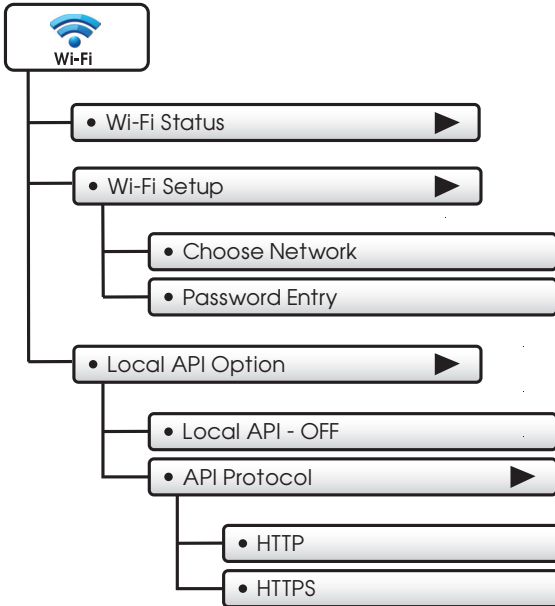 Wi-Fi
• Wi-Fi Status
• Wi-Fi Setup
• Choose Network
• Password Entry
• Local API Option
• Local API - OFF
• API Protocol
• HTTP
• HTTPS